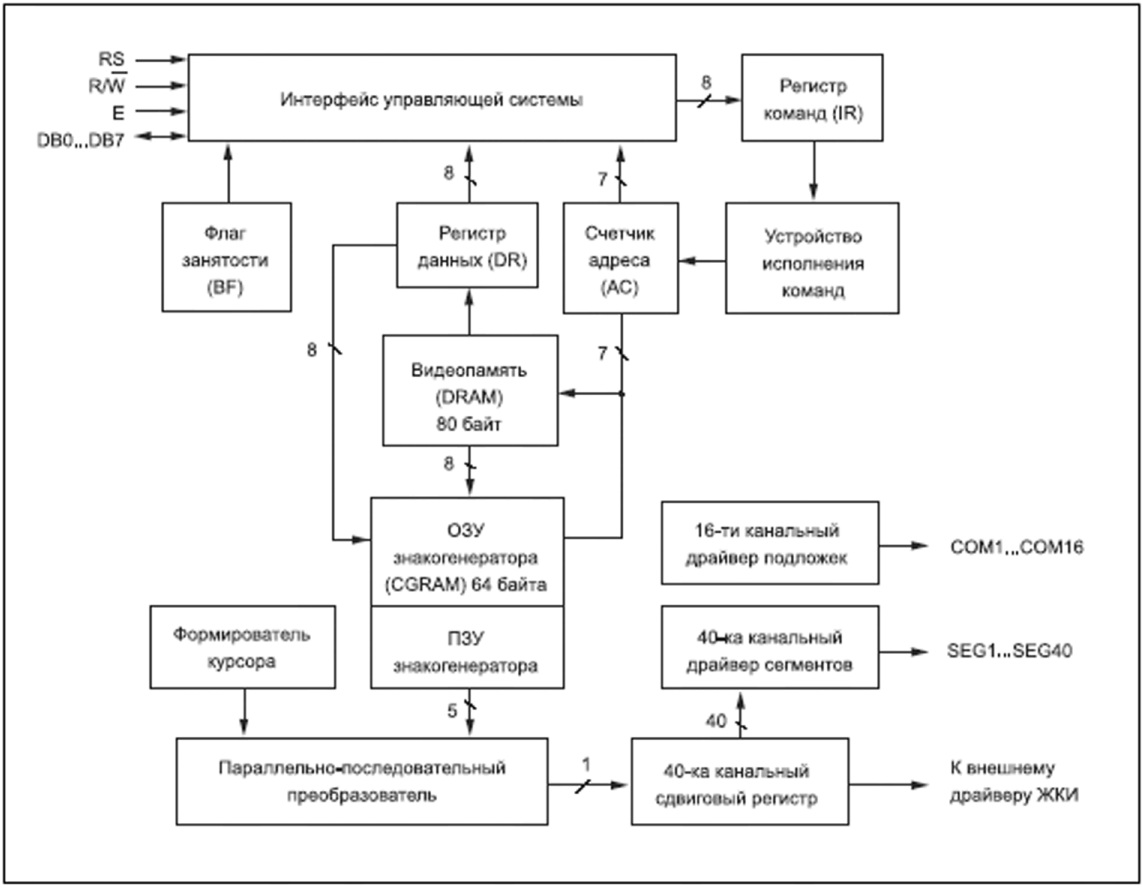 RS
R/W̅
E
DB0...DB7
Интерфейс управляющей системы
8
Регистр
команд (IR)
8
7
Флаг
занятости
(BF)
Регистр
данных (DR)
Счетчик
адреса
(AC)
Устройство
исполнения
команд
8
7
Видеопамять
(DRAM)
80 байт
8
ОЗУ
знакогенератора
(CGRAM) 64 байта
16-ти канальный
драйвер подложек
COM1...COM16
Формирователь
курсора
ПЗУ
знакогенератора
40-ка канальный
драйвер сегментов
SEG1...SEG40
5
40
Параллельно-последовательный
преобразователь
1
40-ка канальный
сдвиговый регистр
К внешнему
драйверу ЖКИ